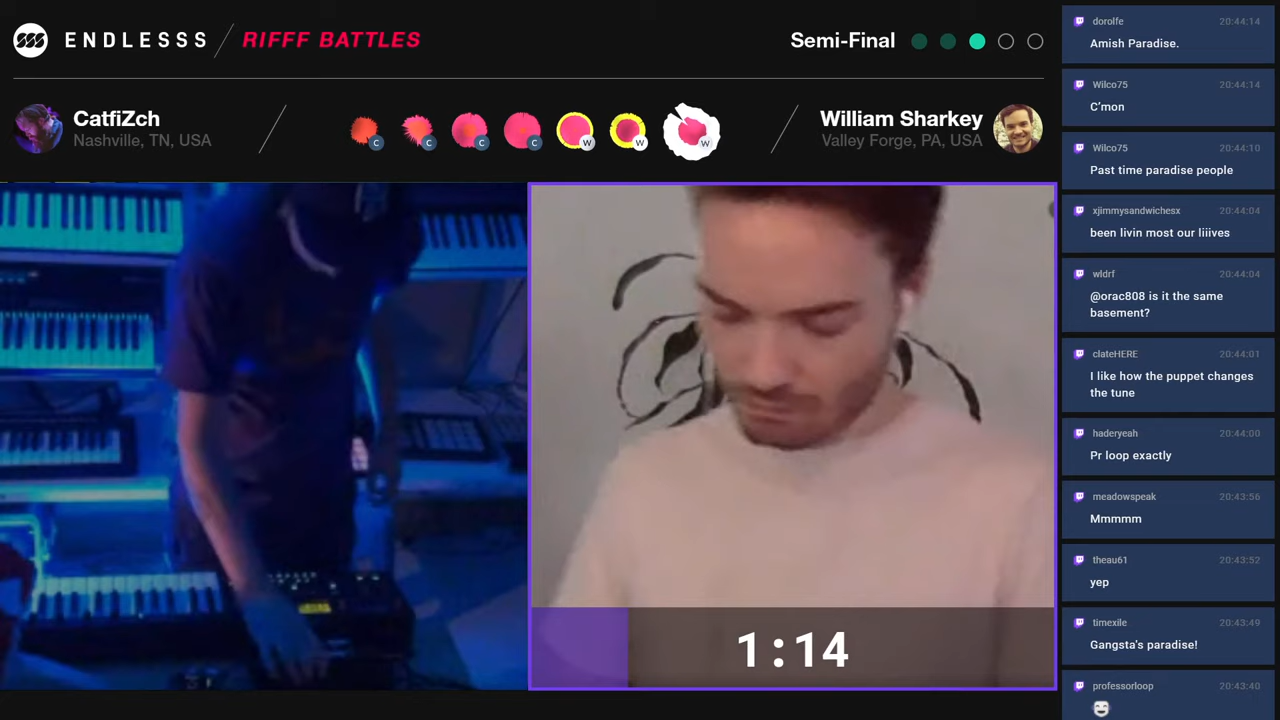 ENDLESSS / RIFFF BATTLES
Semi-Final
CatfiZch
Nashville, TN, USA
C
C
C
C
W
W
W
William Sharkey
Valley Forge, PA, USA
1:14
dorolfe 20:44:14
Amish Paradise.
Wilco75 20:44:14
C'mon
Wilco75 20:44:10
Past time paradise people
xjimmysandwichesx 20:44:04
been livin most our liiives
wldrf 20:44:04
@orac808 is it the same
basement?
clateHERE 20:44:01
I like how the puppet changes
the tune
haderyeah 20:44:00
Pr loop exactly
meadowspeak 20:43:56
Mmmmm
theau61 20:43:52
yep
timexile 20:43:49
Gangsta's paradise!
professorloop 20:43:40